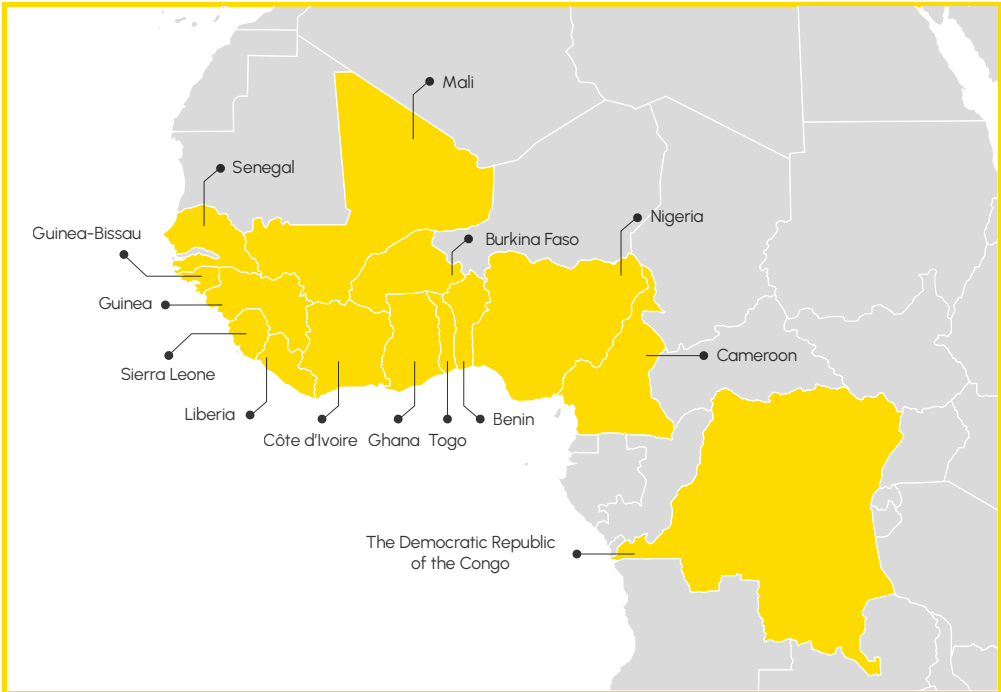 Mali
Senegal
Nigeria
Guinea-Bissau
Burkina Faso
Guinea
Cameroon
Sierra Leone
Liberia
Benin
Côte d'Ivoire
Ghana
Togo
The Democratic Republic
of the Congo